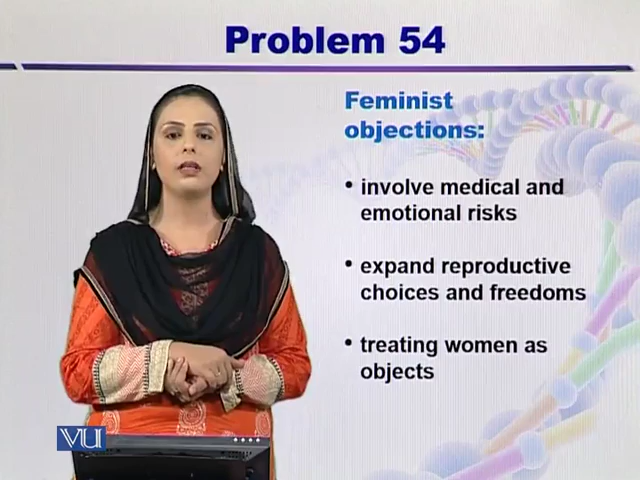 Problem 54
Feminist
objections:
• involve medical and
emotional risks
• expand reproductive
choices and freedoms
• treating women as
objects
VU